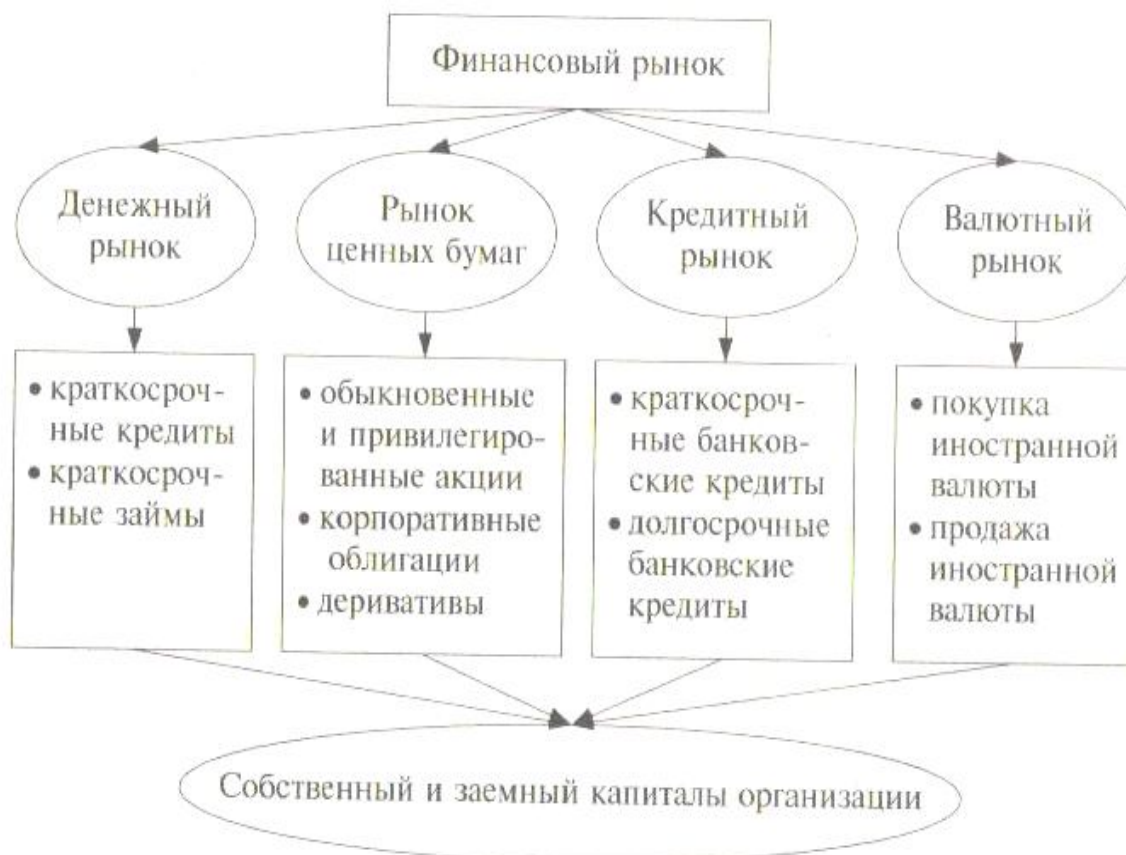 Финансовый рынок
Денежный
рынок
Рынок
ценных бумаг
Кредитный
рынок
Валютный
рынок
• краткосроч-
ные кредиты
• краткосроч-
ные займы
• обыкновенные
и привилегиро-
ванные акции
• корпоративные
облигации
• деривативы
• краткосроч-
ные банков-
ские кредиты
• долгосрочные
банковские
кредиты
• покупка
иностранной
валюты
• продажа
иностранной
валюты
Собственный и заемный капиталы организации